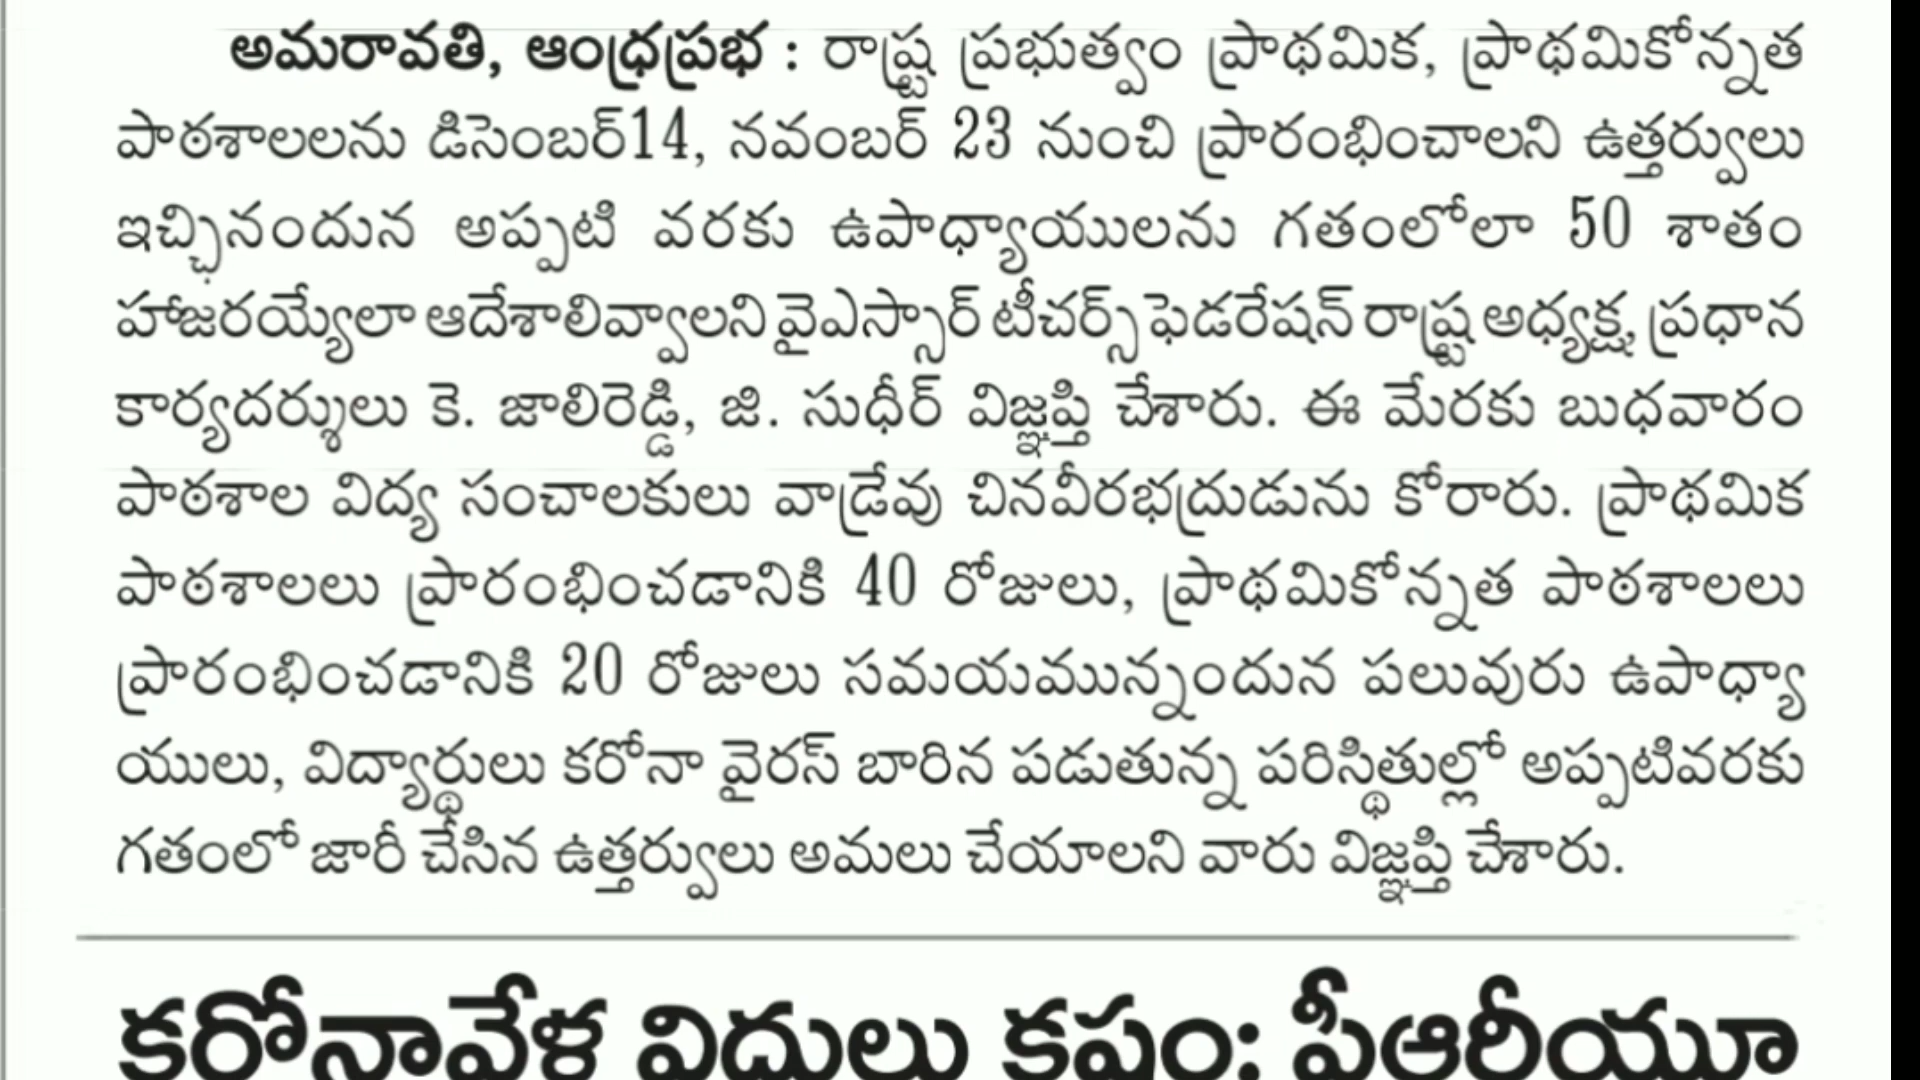 అమరావతి, ఆంధ్రప్రభ : రాష్ట్ర ప్రభుత్వం ప్రాథమిక, ప్రాథమికోన్నత
పాఠశాలలను డిసెంబర్14, నవంబర్ 23 నుంచి ప్రారంభించాలని ఉత్తర్వులు
ఇచ్చినందున అప్పటి వరకు ఉపాధ్యాయులను గతంలోలా 50 శాతం
హాజరయ్యేలా ఆదేశాలివ్వాలని వైఎస్సార్ టీచర్స్ ఫెడరేషన్ రాష్ట్ర అధ్యక్ష, ప్రధాన
కార్యదర్శులు కె. జాలిరెడ్డి, జి. సుధీర్ విజ్ఞప్తి చేశారు. ఈ మేరకు బుధవారం
పాఠశాల విద్య సంచాలకులు వాడ్రేవు చినవీరభద్రుడును కోరారు. ప్రాథమిక
పాఠశాలలు ప్రారంభించడానికి 40 రోజులు, ప్రాథమికోన్నత పాఠశాలలు
ప్రారంభించడానికి 20 రోజులు సమయమున్నందున పలువురు ఉపాధ్యా
యులు, విద్యార్థులు కరోనా వైరస్ బారిన పడుతున్న పరిస్థితుల్లో అప్పటివరకు
గతంలో జారీ చేసిన ఉత్తర్వులు అమలు చేయాలని వారు విజ్ఞప్తి చేశారు.
కరోనావేళ విధులు కష్టం: పీఆర్‌టీయూ